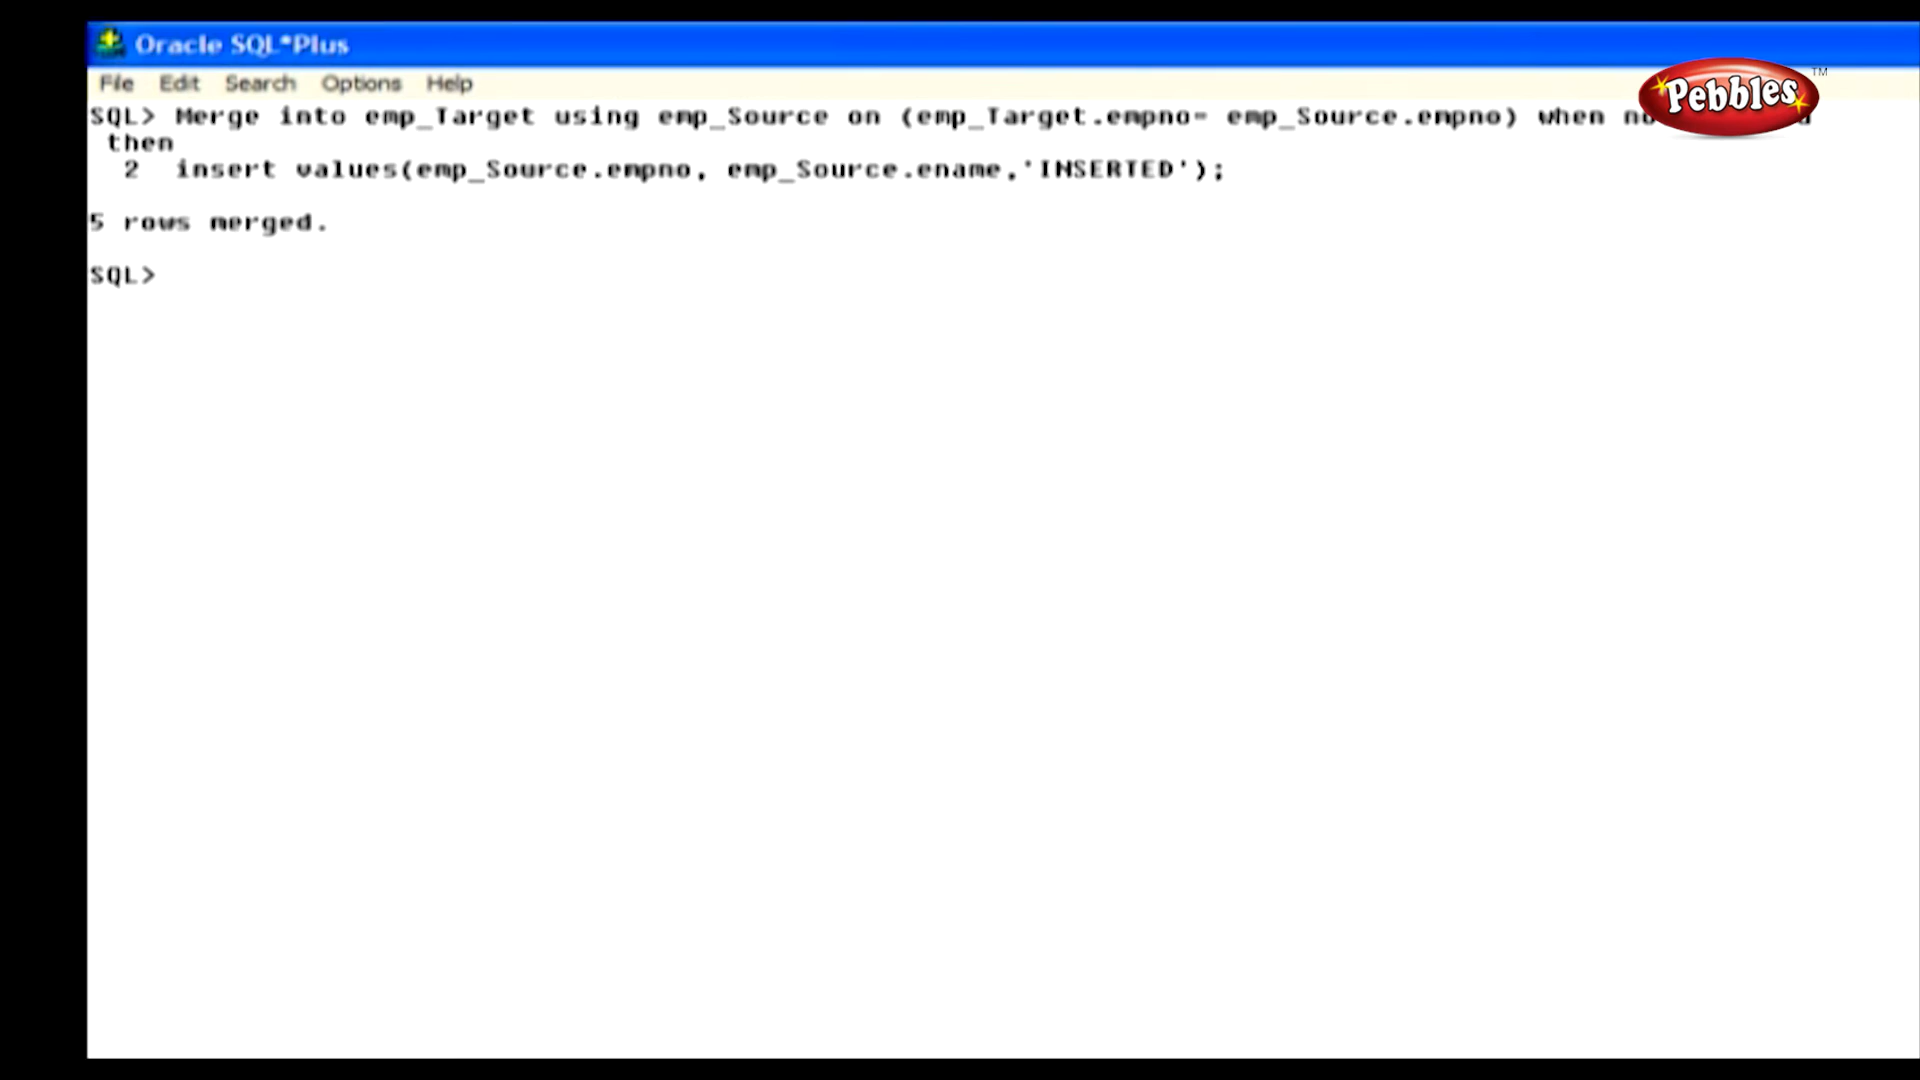 Oracle SQL*Plus
File Edit Search Options Help
Pebbles™
SQL> Merge into emp_Target using emp_Source on (emp_Target.empno= emp_Source.empno) when
then
2 insert values(emp_Source.empno, emp_Source.ename,'INSERTED');
5 rows merged.
SQL>